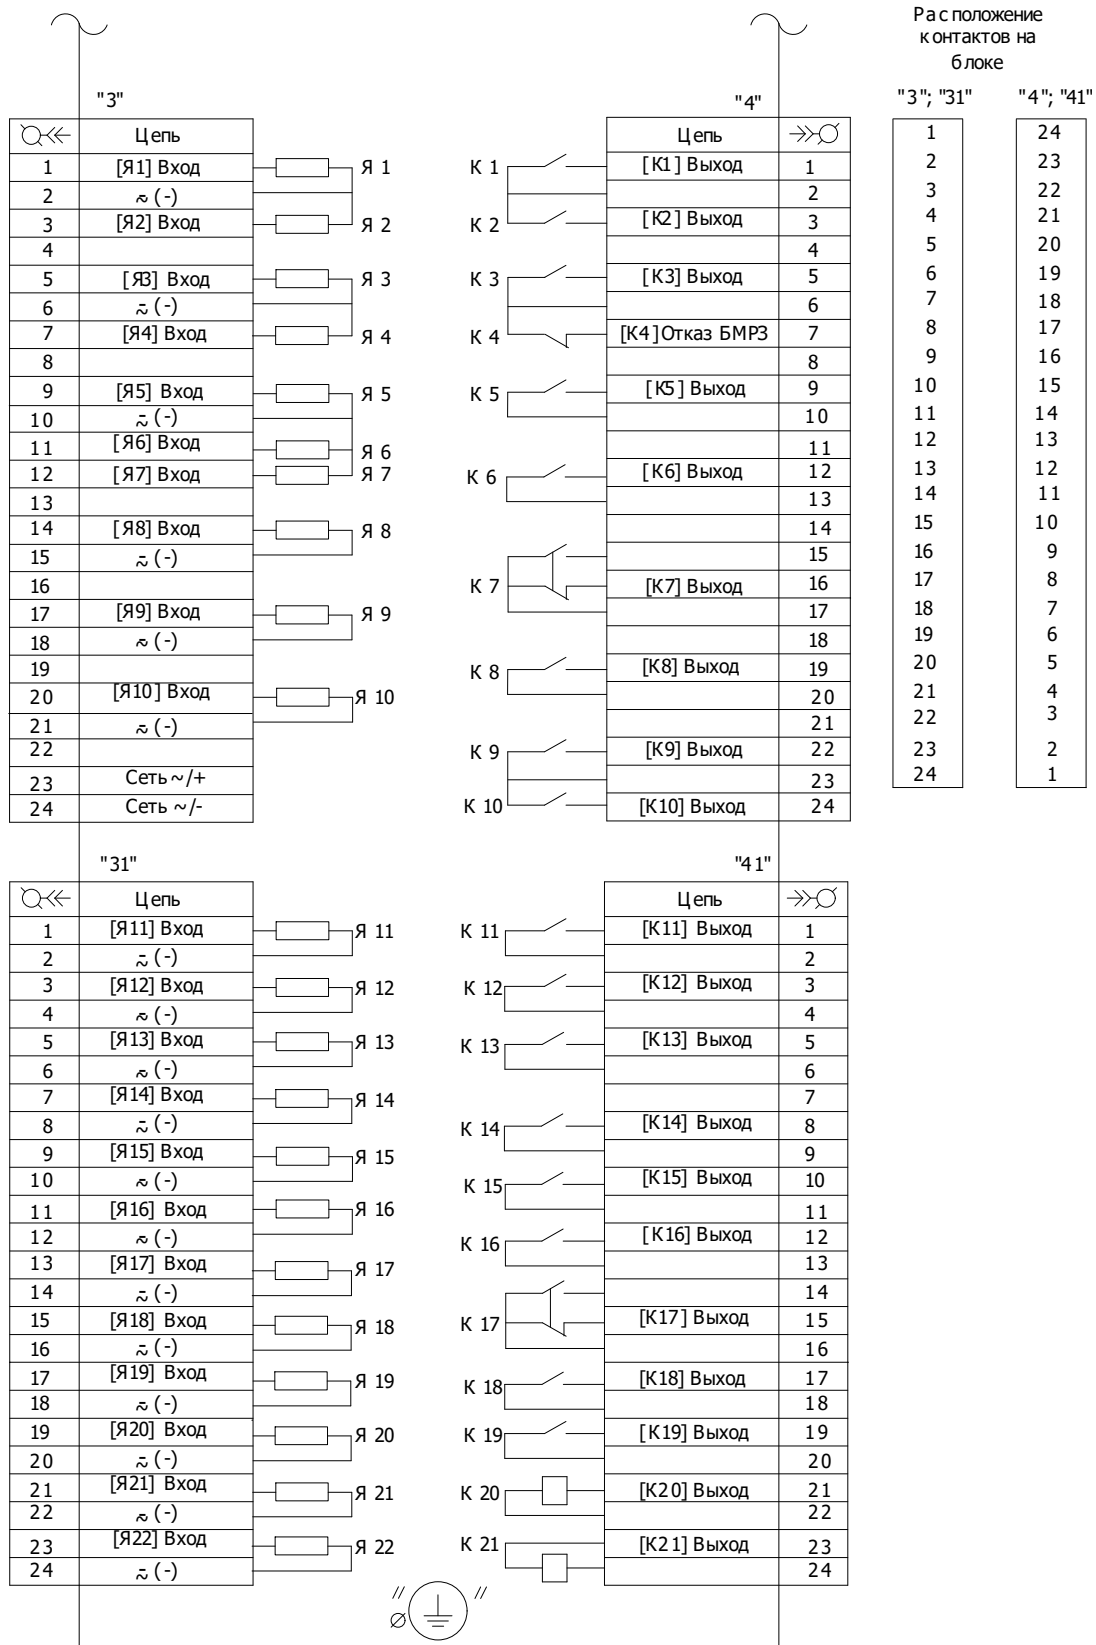 Расположение
контактов на
блоке
"3"; "31" "4"; "41"
1 24
2 23
3 22
4 21
5 20
6 19
7 18
8 17
9 16
10 15
11 14
12 13
13 12
14 11
15 10
16 9
17 8
18 7
19 6
20 5
21 4
22 3
23 2
24 1
"3"
Цепь
1 [Я1] Вход Я 1
2 ~ (-)
3 [Я2] Вход Я 2
4
5 [Я3] Вход Я 3
6 ~ (-)
7 [Я4] Вход Я 4
8
9 [Я5] Вход Я 5
10 ~ (-)
11 [Я6] Вход Я 6
12 [Я7] Вход Я 7
13
14 [Я8] Вход Я 8
15 ~ (-)
16
17 [Я9] Вход Я 9
18 ~ (-)
19
20 [Я10] Вход Я 10
21 ~ (-)
22
23 Сеть ~/+
24 Сеть ~/-
"4"
Цепь
К 1 [К1] Выход 1
2
К 2 [К2] Выход 3
4
К 3 [К3] Выход 5
6
К 4 [К4] Отказ БМРЗ 7
8
К 5 [К5] Выход 9
10
11
К 6 [К6] Выход 12
13
14
15
К 7 [К7] Выход 16
17
18
К 8 [К8] Выход 19
20
21
К 9 [К9] Выход 22
23
К 10 [К10] Выход 24
"31"
Цепь
1 [Я11] Вход Я 11
2 ~ (-)
3 [Я12] Вход Я 12
4 ~ (-)
5 [Я13] Вход Я 13
6 ~ (-)
7 [Я14] Вход Я 14
8 ~ (-)
9 [Я15] Вход Я 15
10 ~ (-)
11 [Я16] Вход Я 16
12 ~ (-)
13 [Я17] Вход Я 17
14 ~ (-)
15 [Я18] Вход Я 18
16 ~ (-)
17 [Я19] Вход Я 19
18 ~ (-)
19 [Я20] Вход Я 20
20 ~ (-)
21 [Я21] Вход Я 21
22 ~ (-)
23 [Я22] Вход Я 22
24 ~ (-)
"41"
Цепь
К 11 [К11] Выход 1
2
К 12 [К12] Выход 3
4
К 13 [К13] Выход 5
6
7
К 14 [К14] Выход 8
9
К 15 [К15] Выход 10
11
К 16 [К16] Выход 12
13
14
К 17 [К17] Выход 15
16
К 18 [К18] Выход 17
18
К 19 [К19] Выход 19
20
К 20 [К20] Выход 21
22
К 21 [К21] Выход 23
24